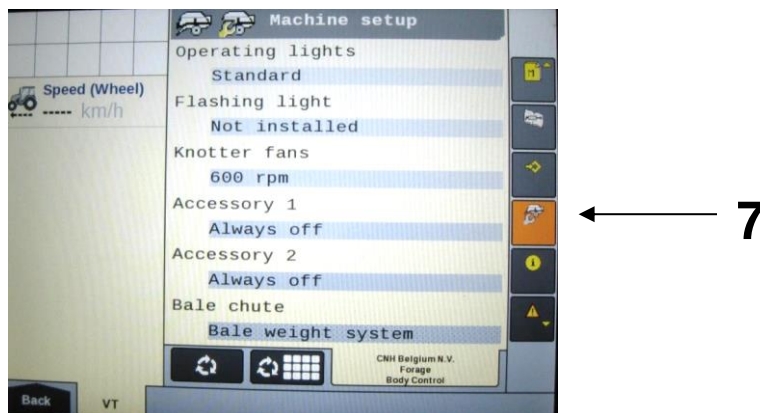 Machine setup
Operating lights
Standard
Speed (Wheel)
----- km/h
Flashing light
Not installed
Knotter fans
600 rpm
Accessory 1
Always off
Accessory 2
Always off
Bale chute
Bale weight system
CNH Belgium N.V.
Forage
Body Control
Back
VT
7